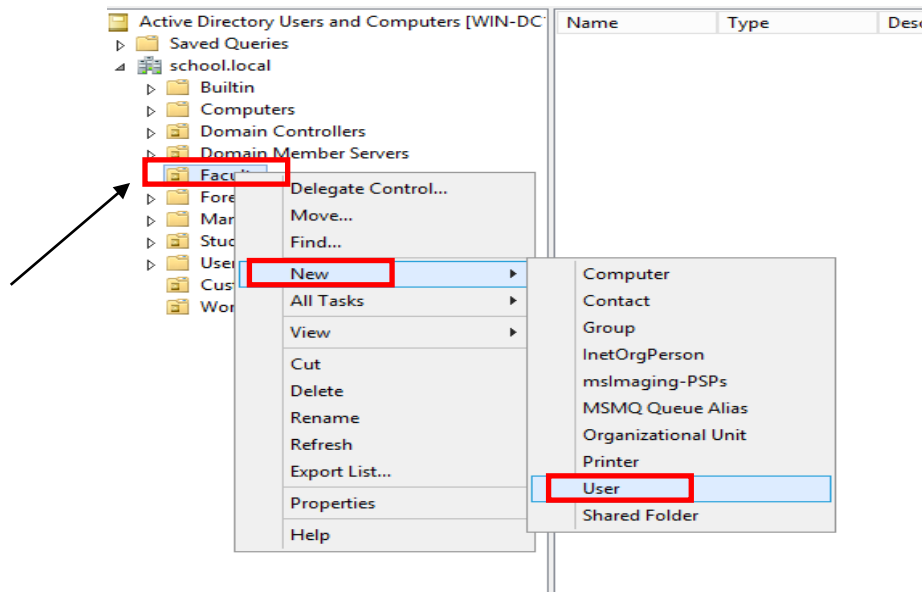 Active Directory Users and Computers [WIN-DC
Name Type Desc
Saved Queries
school.local
Builtin
Computers
Domain Controllers
Domain Member Servers
Delegate Control...
Move...
Find...
New
All Tasks
View
Cut
Delete
Rename
Refresh
Export List...
Properties
Help
Computer
Contact
Group
InetOrgPerson
msImaging-PSPs
MSMQ Queue Alias
Organizational Unit
Printer
User
Shared Folder